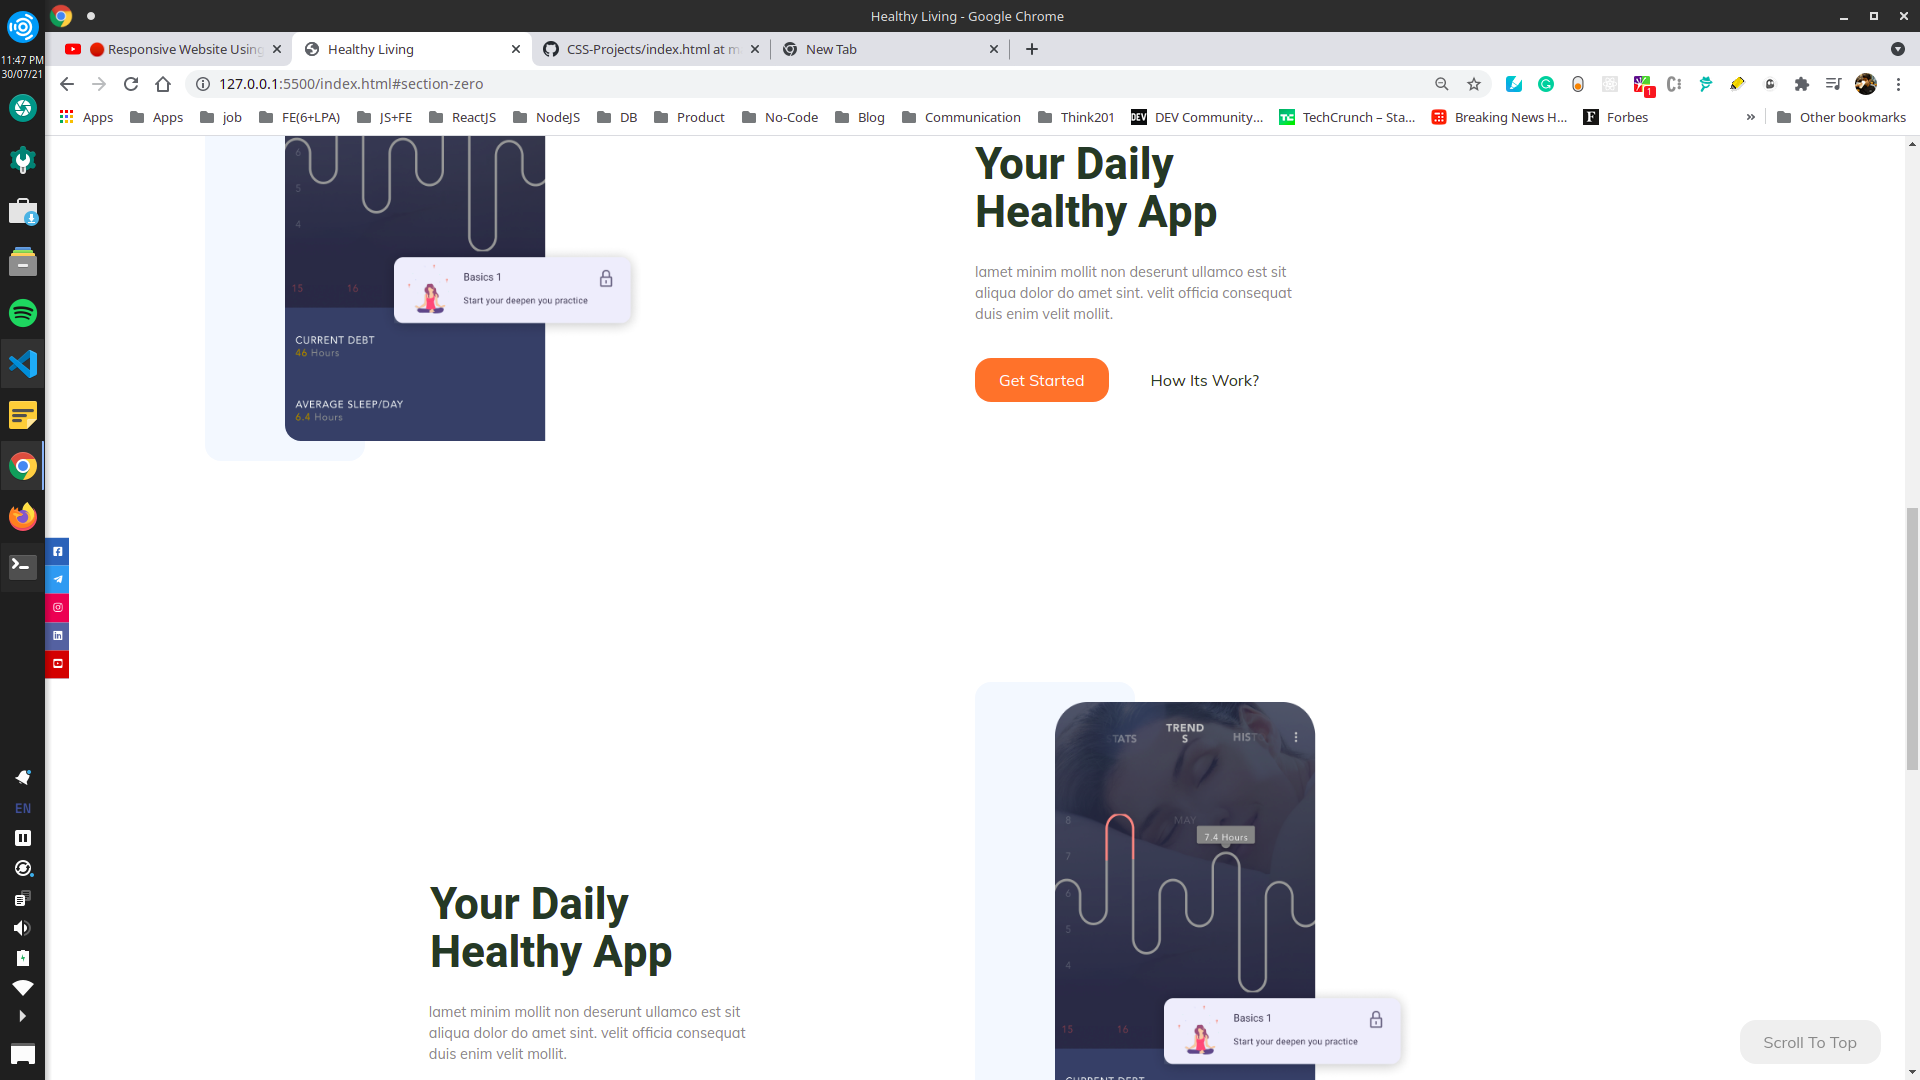 Healthy Living - Google Chrome
11:47 PM
30/07/21
Responsive Website Using
Healthy Living
CSS-Projects/index.html at m
New Tab
127.0.0.1:5500/index.html#section-zero
1
Apps
Apps
job
FE(6+LPA)
JS+FE
ReactJS
NodeJS
DB
Product
No-Code
Blog
Communication
Think201
DEV Community...
TechCrunch – Sta...
Breaking News H...
Forbes
»
Other bookmarks
6
5
4
15 16
Basics 1
Start your deepen you practice
CURRENT DEBT
46 Hours
AVERAGE SLEEP/DAY
6.4 Hours
Your Daily
Healthy App
lamet minim mollit non deserunt ullamco est sit
aliqua dolor do amet sint. velit officia consequat
duis enim velit mollit.
Get Started
How Its Work?
EN
Your Daily
Healthy App
lamet minim mollit non deserunt ullamco est sit
aliqua dolor do amet sint. velit officia consequat
duis enim velit mollit.
TATS
TREND
S
HIST
8
MAY
7.4 Hours
7
6
5
4
15 16
Basics 1
Start your deepen you practice
CURRENT DEBT
Scroll To Top